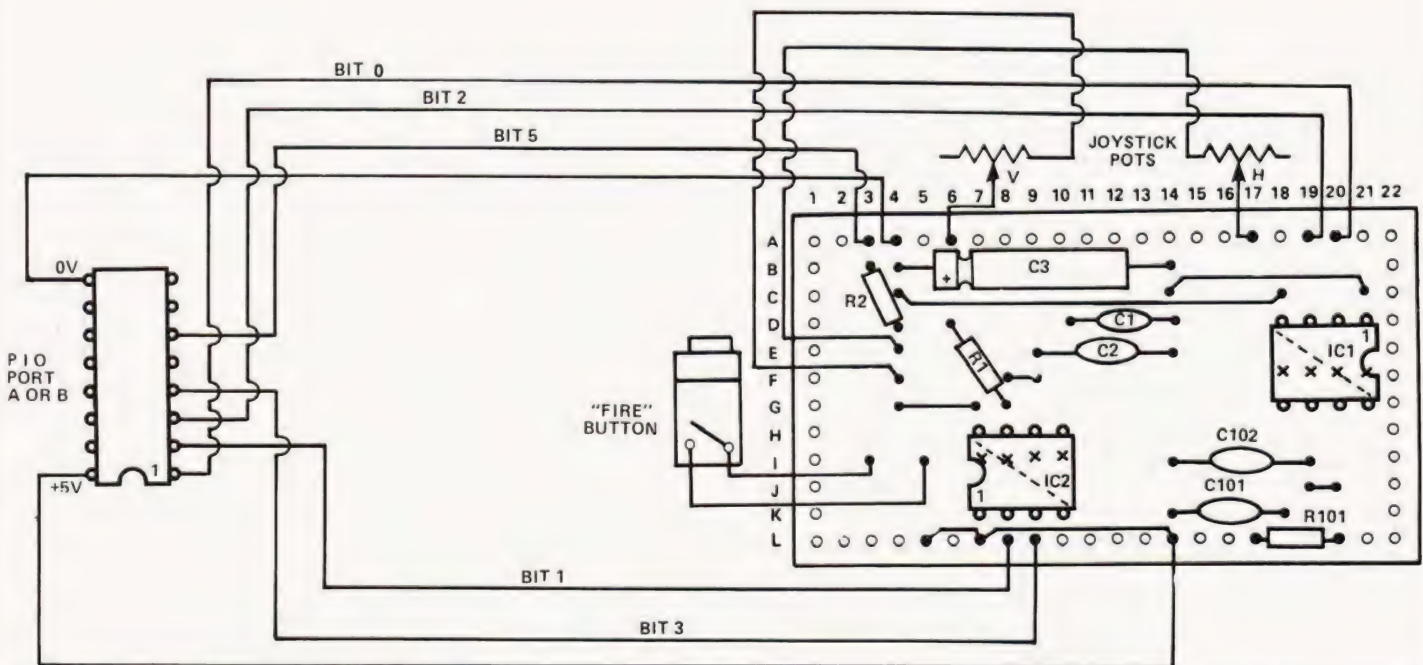 BIT 0
BIT 2
BIT 5
JOYSTICK
POTS
V
H
1 2 3 4 5 6 7 8 9 10 11 12 13 14 15 16 17 18 19 20 21 22
0V
PIO
PORT
A OR B
+5V
1
"FIRE"
BUTTON
A
B
C
D
E
F
G
H
I
J
K
L
+
C3
R2
C1
C2
R1
1
IC1
x x x x
x x x x
IC2
1
C102
C101
R101
BIT 1
BIT 3